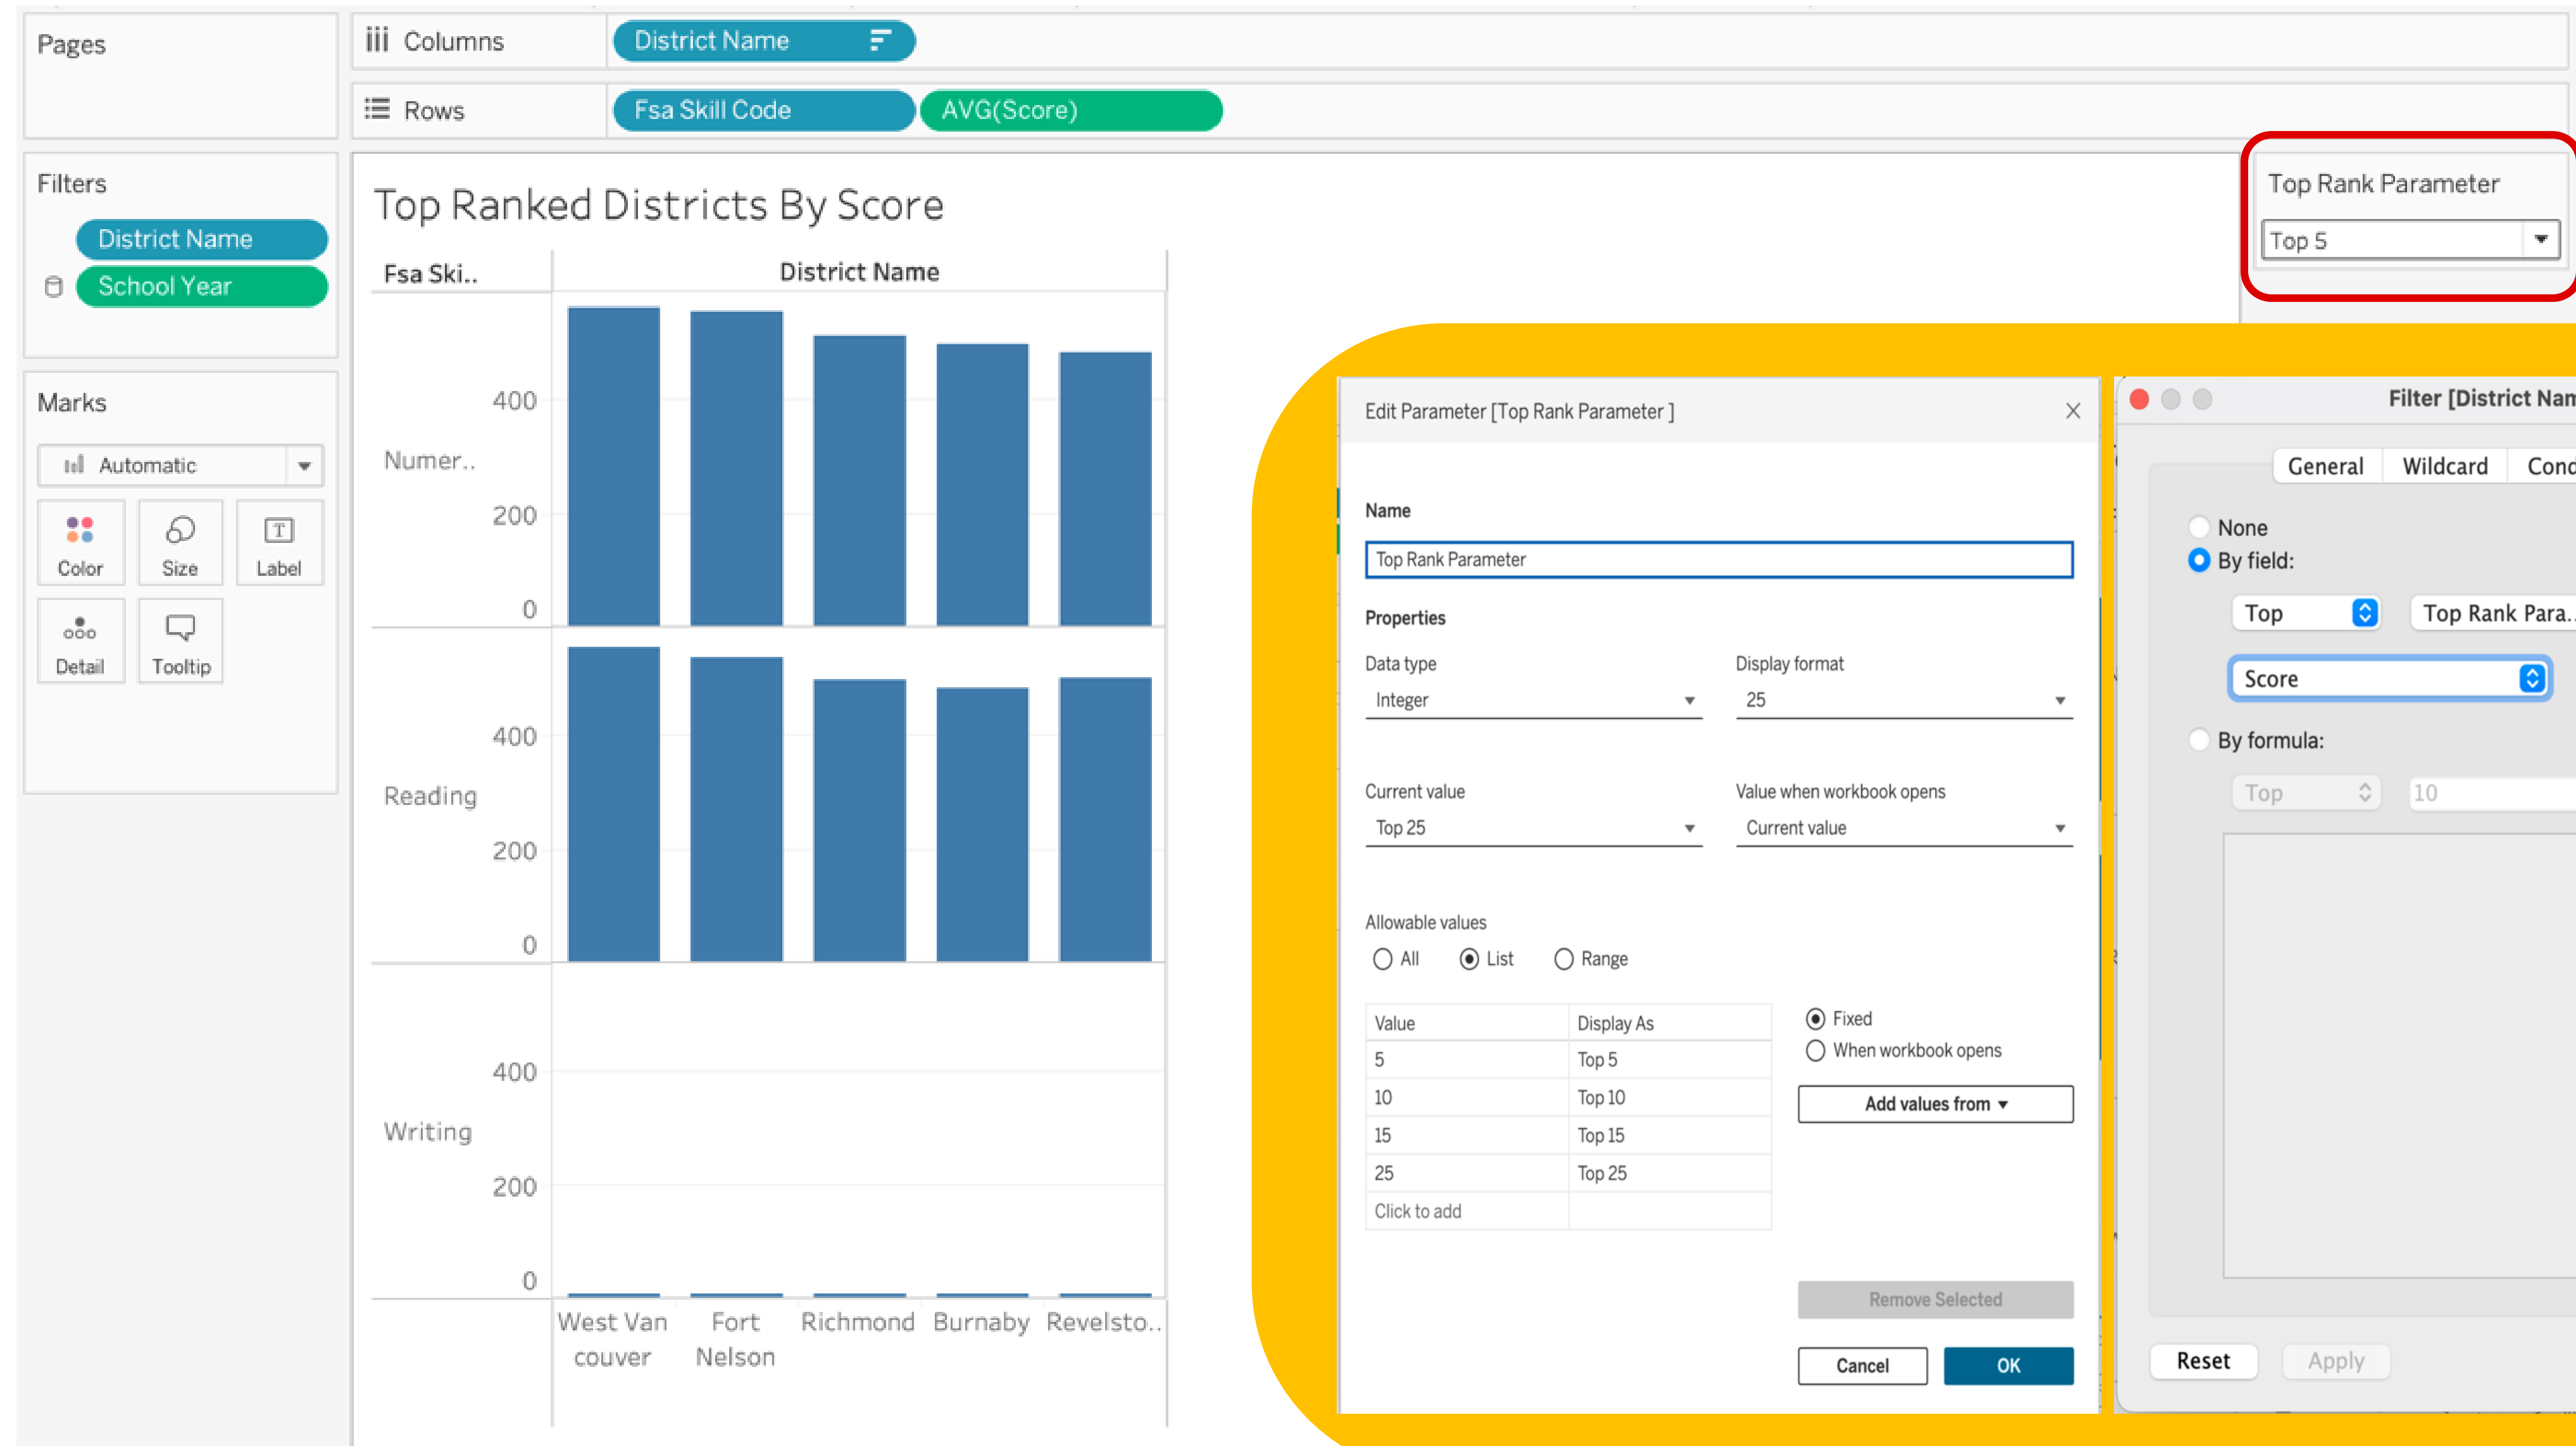 Pages
Columns
District Name
Rows
Fsa Skill Code
AVG(Score)
Filters
District Name
School Year
Marks
Automatic
Color
Size
Label
Detail
Tooltip
Top Ranked Districts By Score
Fsa Ski..
District Name
Numer..
400
200
0
Reading
400
200
0
Writing
400
200
0
West Van
couver
Fort
Nelson
Richmond
Burnaby
Revelsto..
Top Rank Parameter
Top 5
Edit Parameter [Top Rank Parameter ]
Name
Top Rank Parameter
Properties
Data type
Display format
Integer
25
Current value
Value when workbook opens
Top 25
Current value
Allowable values
All
List
Range
Value
Display As
5
Top 5
10
Top 10
15
Top 15
25
Top 25
Click to add
Fixed
When workbook opens
Add values from
Remove Selected
Cancel
OK
Filter [District Nam
General
Wildcard
Cond
None
By field:
Top
Top Rank Para..
Score
By formula:
Top
10
Reset
Apply